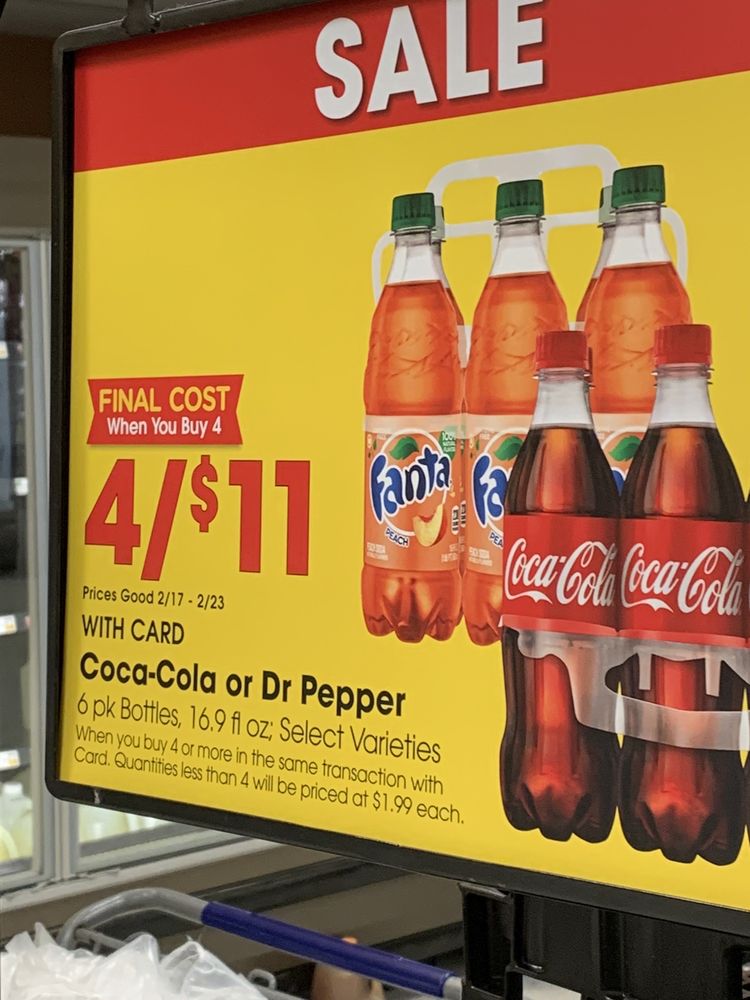 SALE
FINAL COST
When You Buy 4
4/$11
Prices Good 2/17 - 2/23
WITH CARD
Coca-Cola or Dr Pepper
6 pk Bottles, 16.9 fl oz; Select Varieties
When you buy 4 or more in the same transaction with
Card. Quantities less than 4 will be priced at $1.99 each.
Fanta
PEACH
Coca-Cola
Coca-Cola